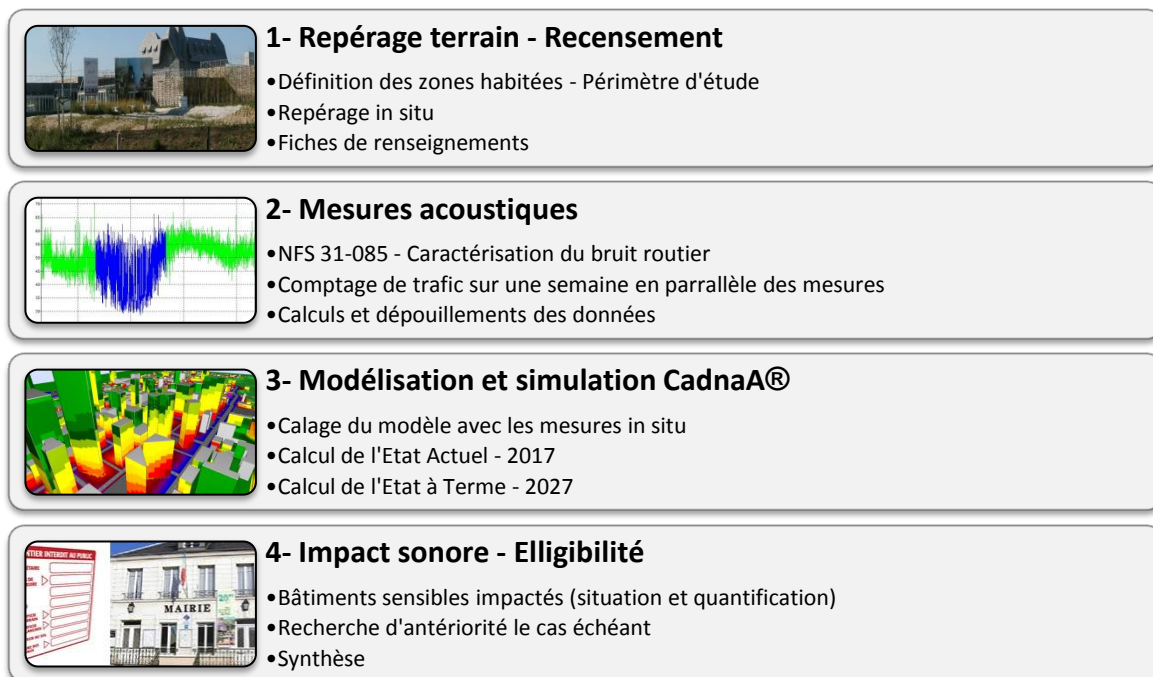 1- Repérage terrain - Recensement
•Définition des zones habitées - Périmètre d'étude
•Repérage in situ
•Fiches de renseignements
2- Mesures acoustiques
•NFS 31-085 - Caractérisation du bruit routier
•Comptage de trafic sur une semaine en parrallèle des mesures
•Calculs et dépouillements des données
3- Modélisation et simulation CadnaA®
•Calage du modèle avec les mesures in situ
•Calcul de l'Etat Actuel - 2017
•Calcul de l'Etat à Terme - 2027
4- Impact sonore - Elligibilité
•Bâtiments sensibles impactés (situation et quantification)
•Recherche d'antériorité le cas échéant
•Synthèse
INTERDIT AU PUBLIC
MAIRIE